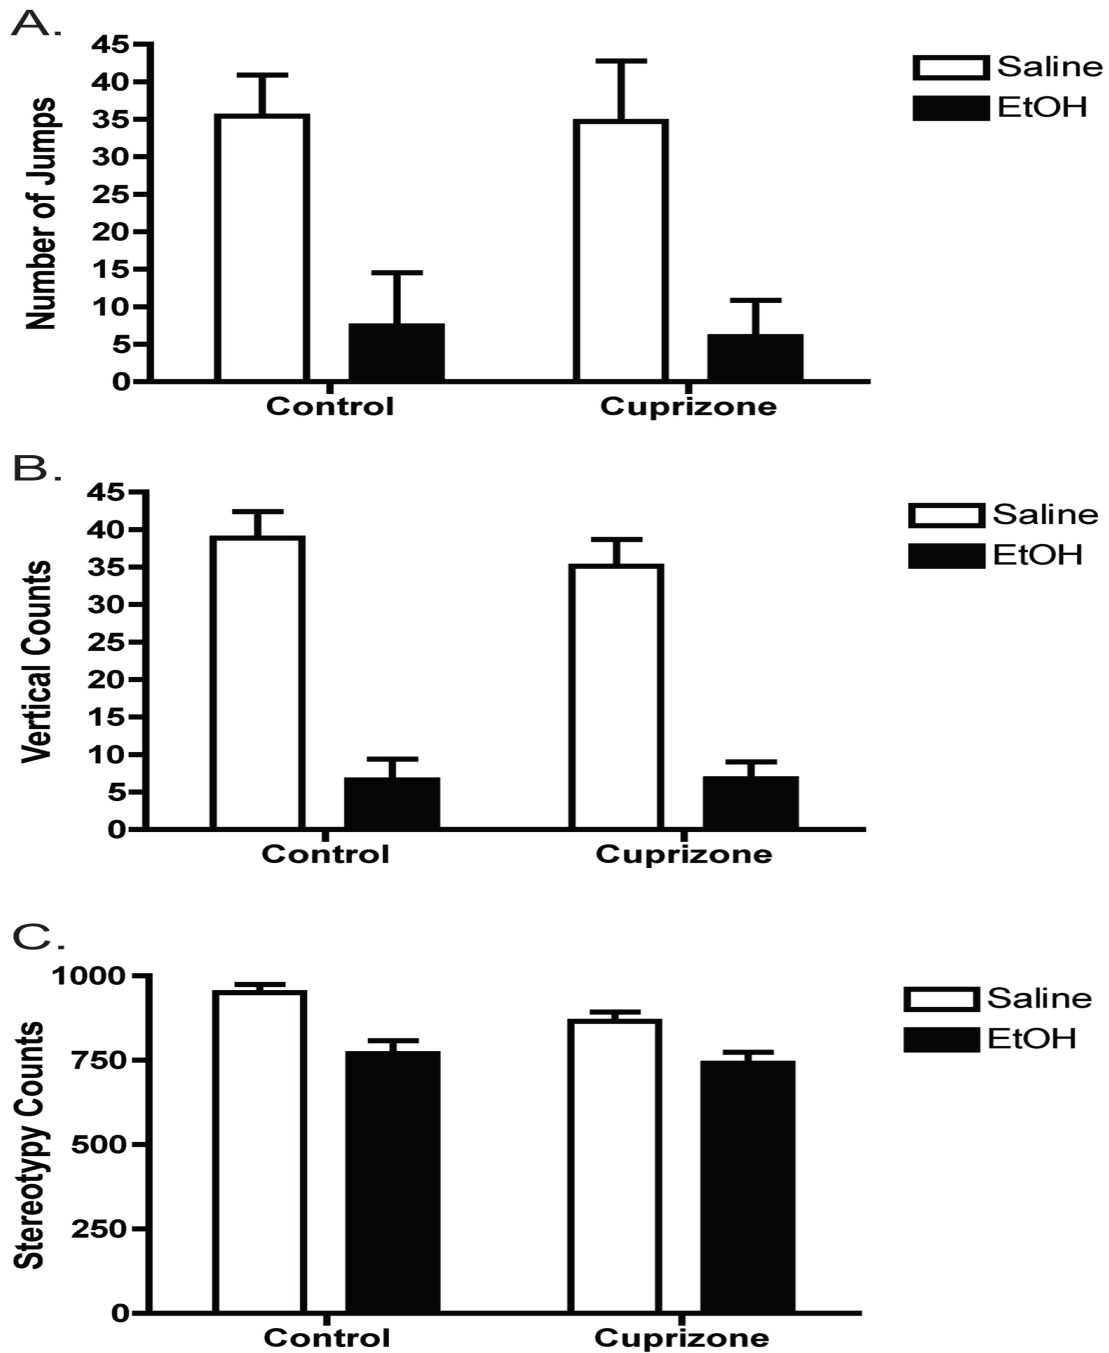 A.
45
40
35
30
25
20
15
10
5
0
Number of Jumps
Control
Cuprizone
Saline
EtOH
B.
45
40
35
30
25
20
15
10
5
0
Vertical Counts
Control
Cuprizone
Saline
EtOH
C.
1000
750
500
250
0
Stereotypy Counts
Control
Cuprizone
Saline
EtOH